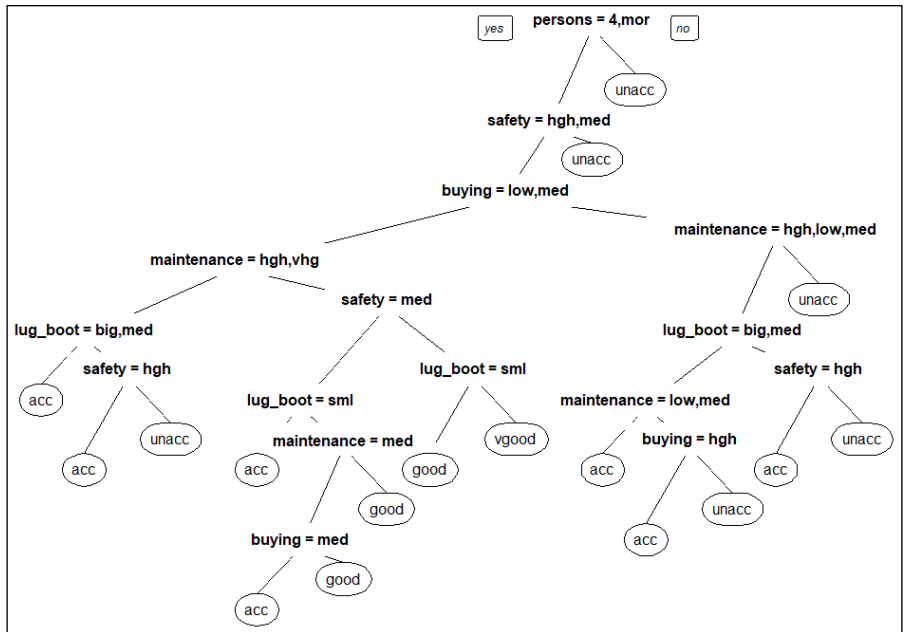 yes persons = 4,mor no
unacc
safety = hgh,med
unacc
buying = low,med
maintenance = hgh,low,med
maintenance = hgh,vhg
safety = med
unacc
lug_boot = big,med
lug_boot = big,med
safety = hgh
lug_boot = sml
safety = hgh
acc
lug_boot = sml
maintenance = low,med
unacc
maintenance = med
vgood
buying = hgh
unacc
acc
acc
good
acc
acc
good
unacc
buying = med
acc
good
acc